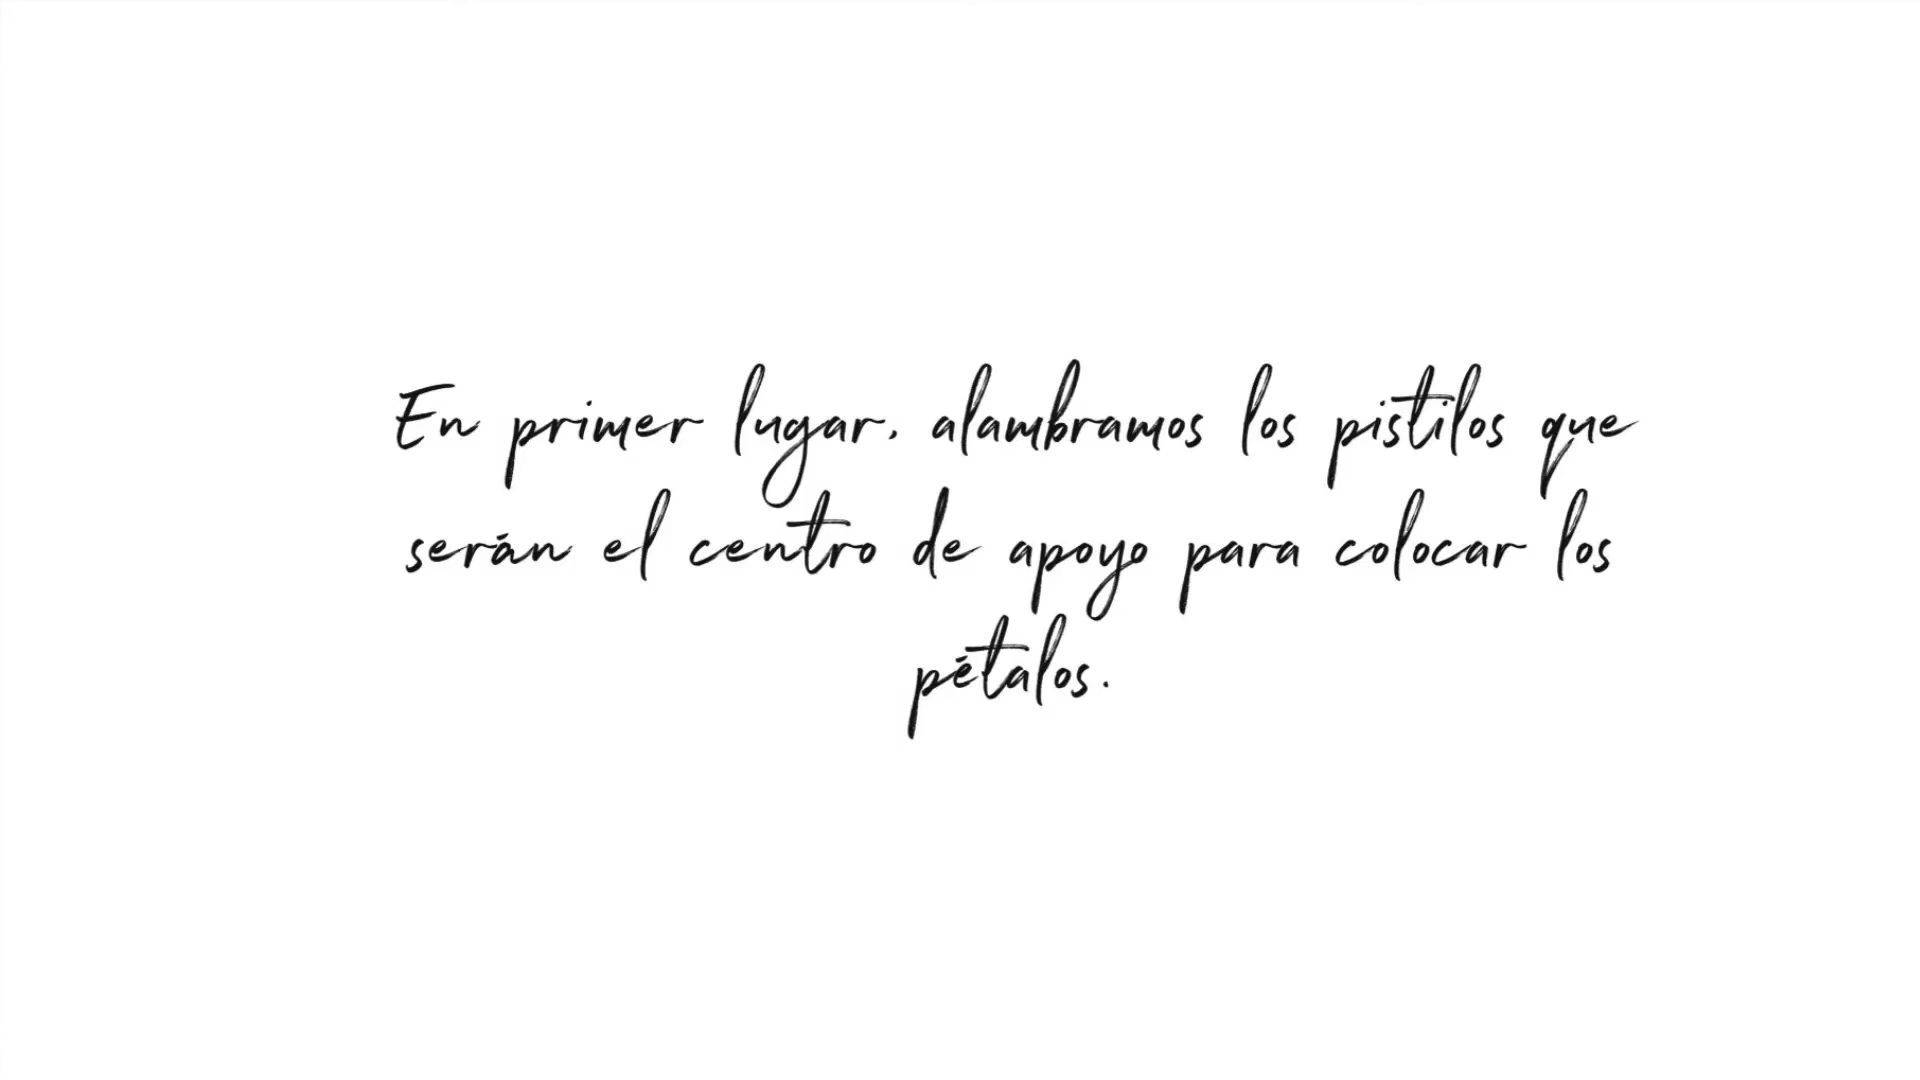 En primer lugar, alambramos los pistilos que
serán el centro de apoyo para colocar los
pétalos.